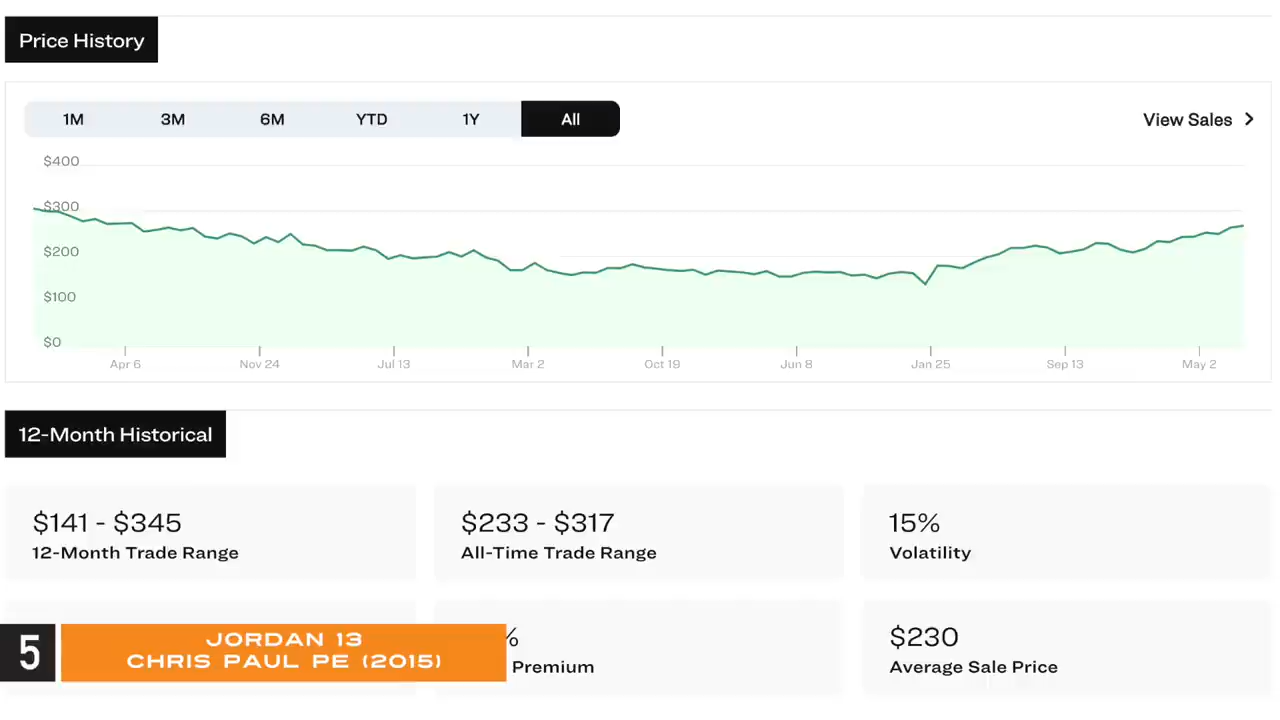 Price History
1M 3M 6M YTD 1Y All
View Sales
$400
$300
$200
$100
$0
Apr 6 Nov 24 Jul 13 Mar 2 Oct 19 Jun 8 Jan 25 Sep 13 May 2
12-Month Historical
$141 - $345
12-Month Trade Range
$233 - $317
All-Time Trade Range
15%
Volatility
5
JORDAN 13
CHRIS PAUL PE (2015)
%
Premium
$230
Average Sale Price